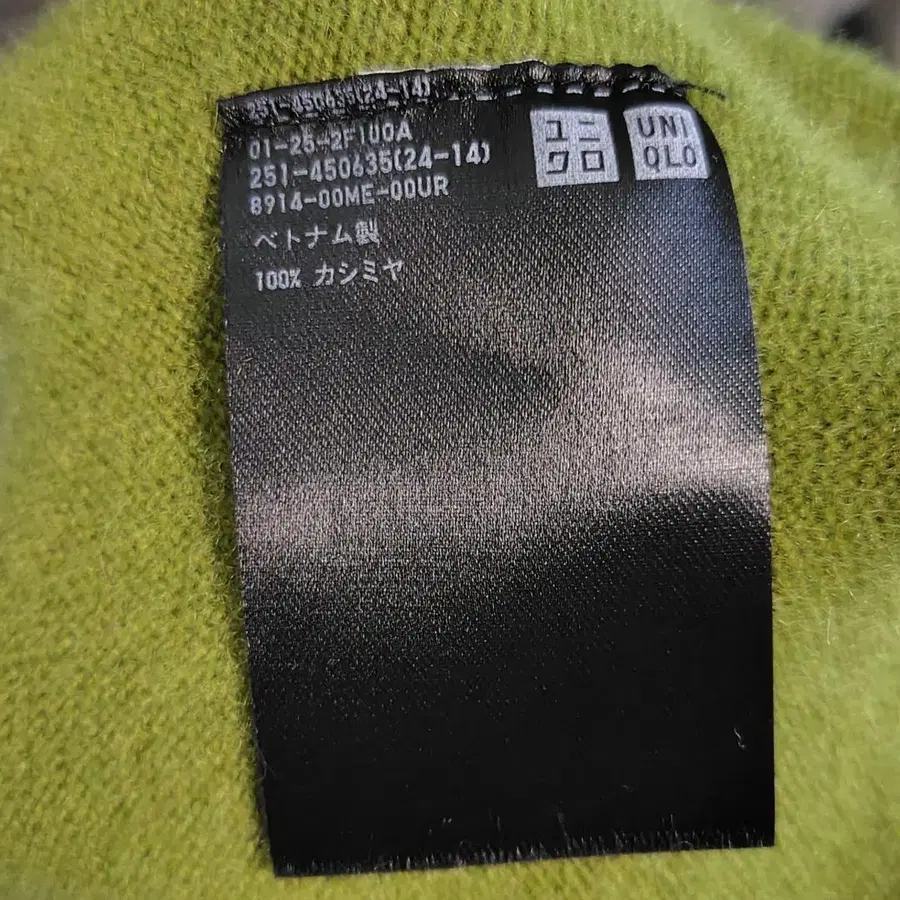 251-450635(24-14)
01-25-2F100A
251-450635(24-14)
8914-00ME-00UR
ベトナム製
100% カシミヤ
ユニ
クロ
UNI
QLO